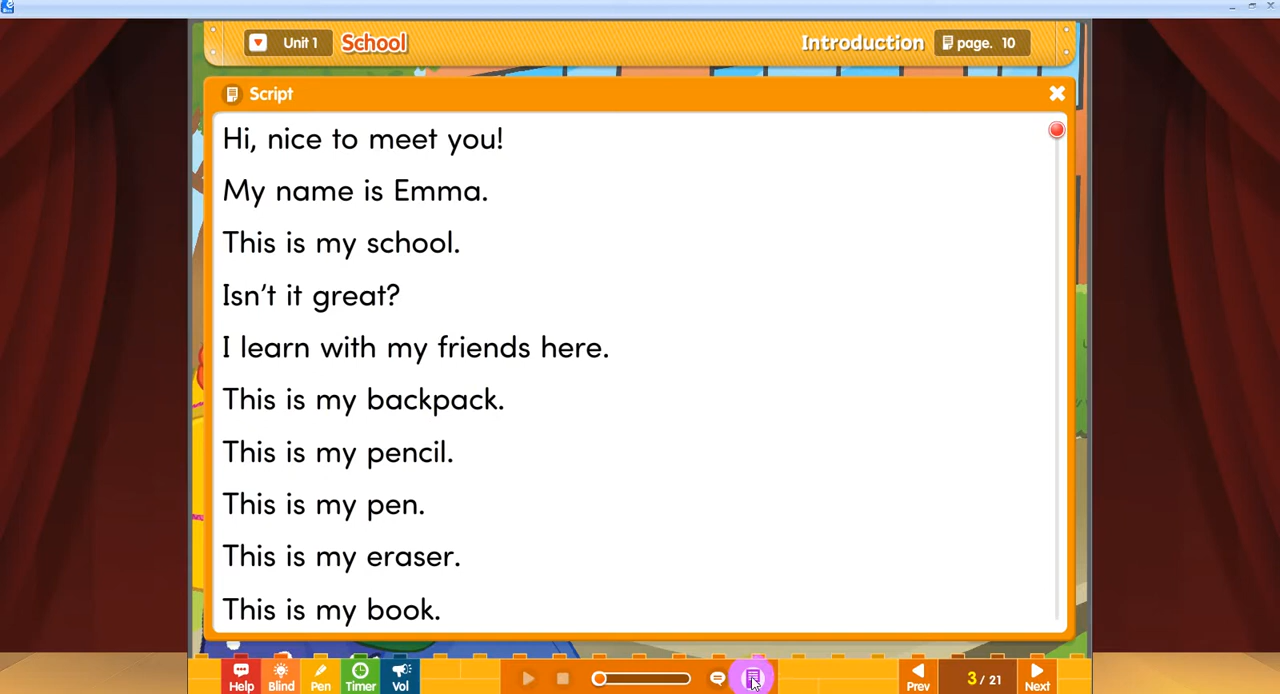 Unit 1 School Introduction page. 10
Script
Hi, nice to meet you!
My name is Emma.
This is my school.
Isn't it great?
I learn with my friends here.
This is my backpack.
This is my pencil.
This is my pen.
This is my eraser.
This is my book.
Help Blind Pen Timer Vol Prev 3 / 21 Next